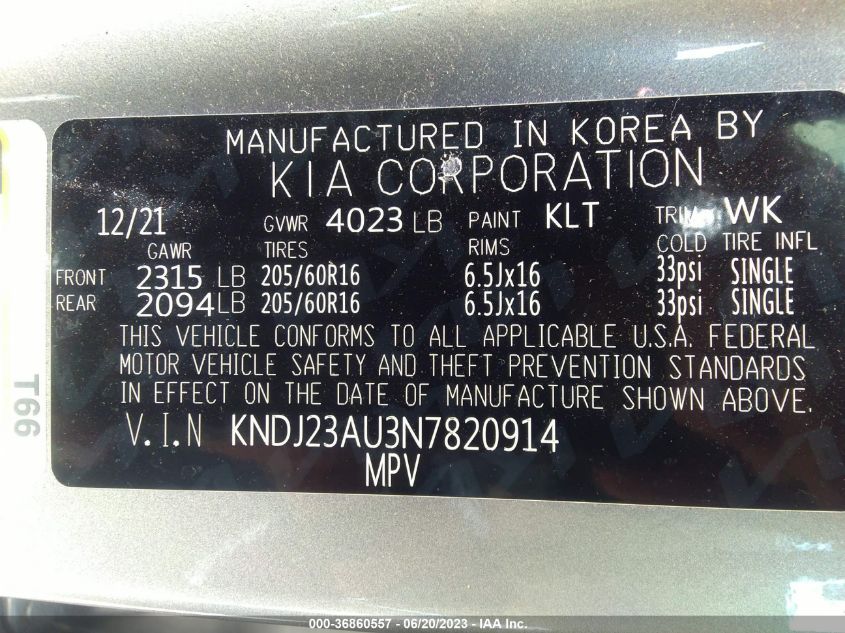 MANUFACTURED IN KOREA BY
KIA CORPORATION
12/21 GVWR 4023 LB PAINT KLT TRIM WK
GAWR TIRES RIMS COLD TIRE INFL
FRONT 2315 LB 205/60R16 6.5Jx16 33psi SINGLE
REAR 2094 LB 205/60R16 6.5Jx16 33psi SINGLE
THIS VEHICLE CONFORMS TO ALL APPLICABLE U.S.A. FEDERAL
MOTOR VEHICLE SAFETY AND THEFT PREVENTION STANDARDS
IN EFFECT ON THE DATE OF MANUFACTURE SHOWN ABOVE.
V.I.N KNDJ23AU3N7820914
MPV
T66
000-36860557 - 06/20/2023 - IAA Inc.